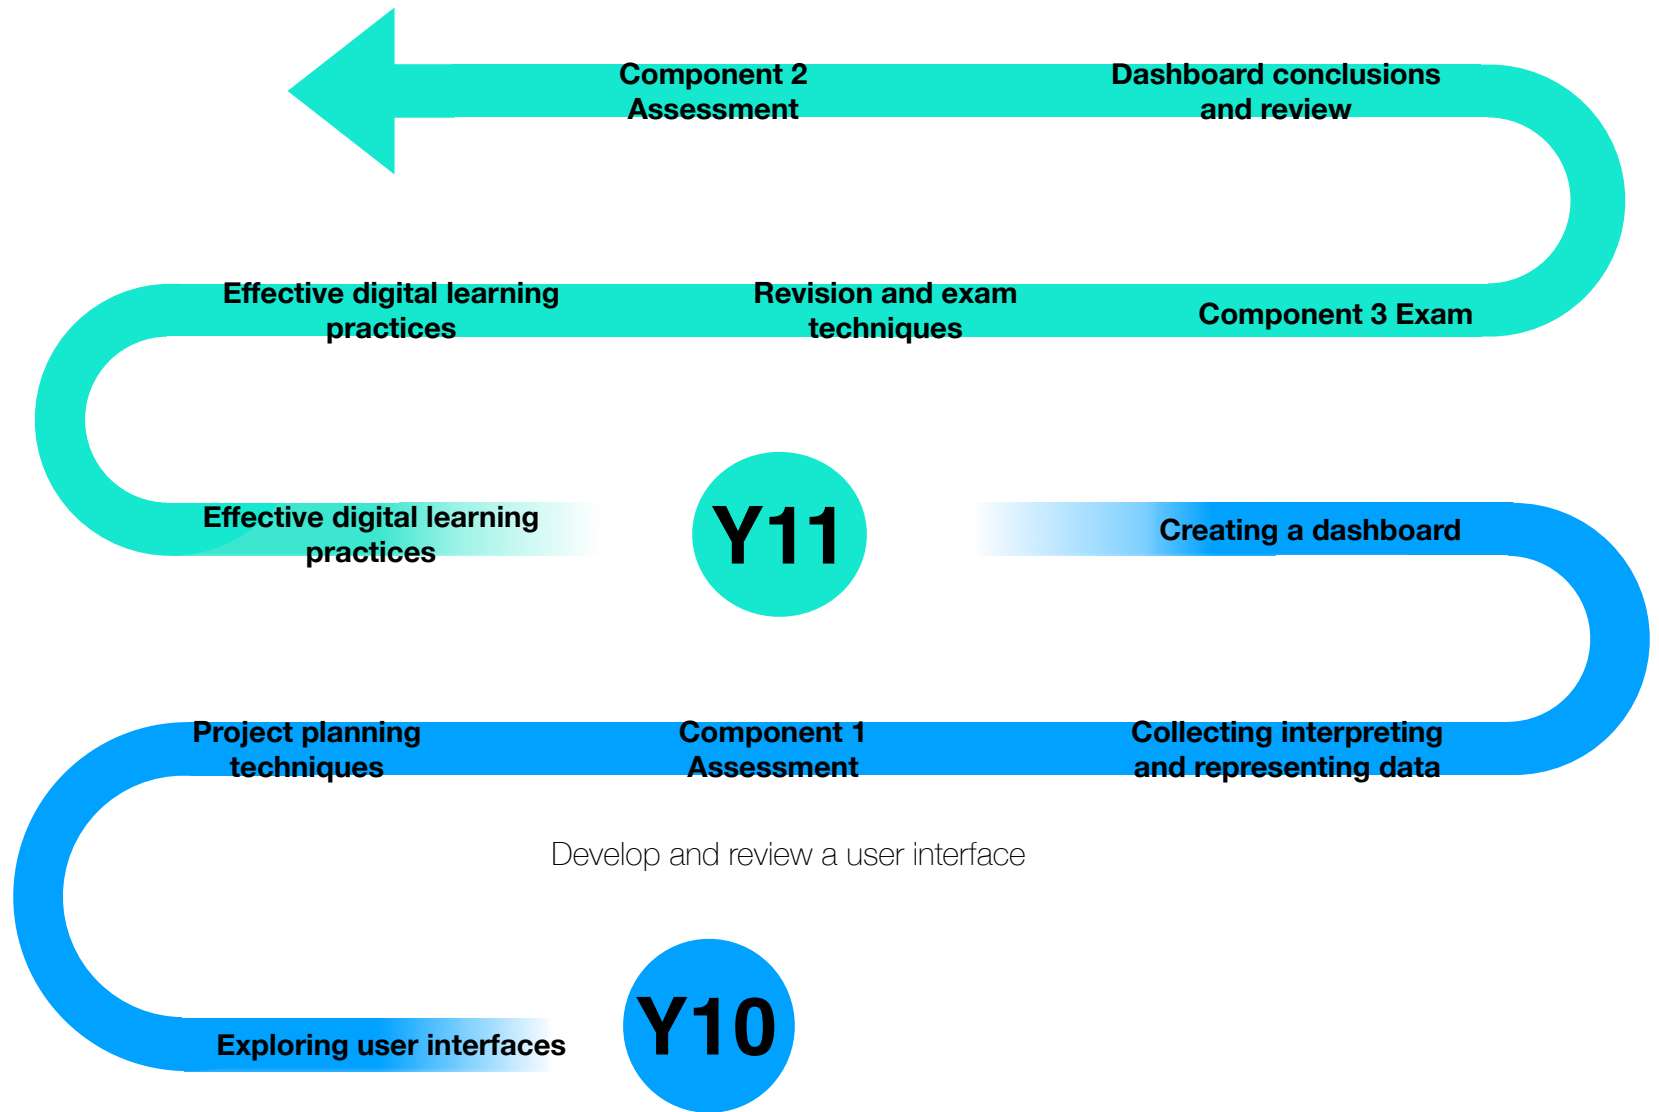 Component 2
Assessment
Dashboard conclusions
and review
Effective digital learning
practices
Revision and exam
techniques
Component 3 Exam
Effective digital learning
practices
Y11
Creating a dashboard
Project planning
techniques
Component 1
Assessment
Collecting interpreting
and representing data
Develop and review a user interface
Exploring user interfaces
Y10